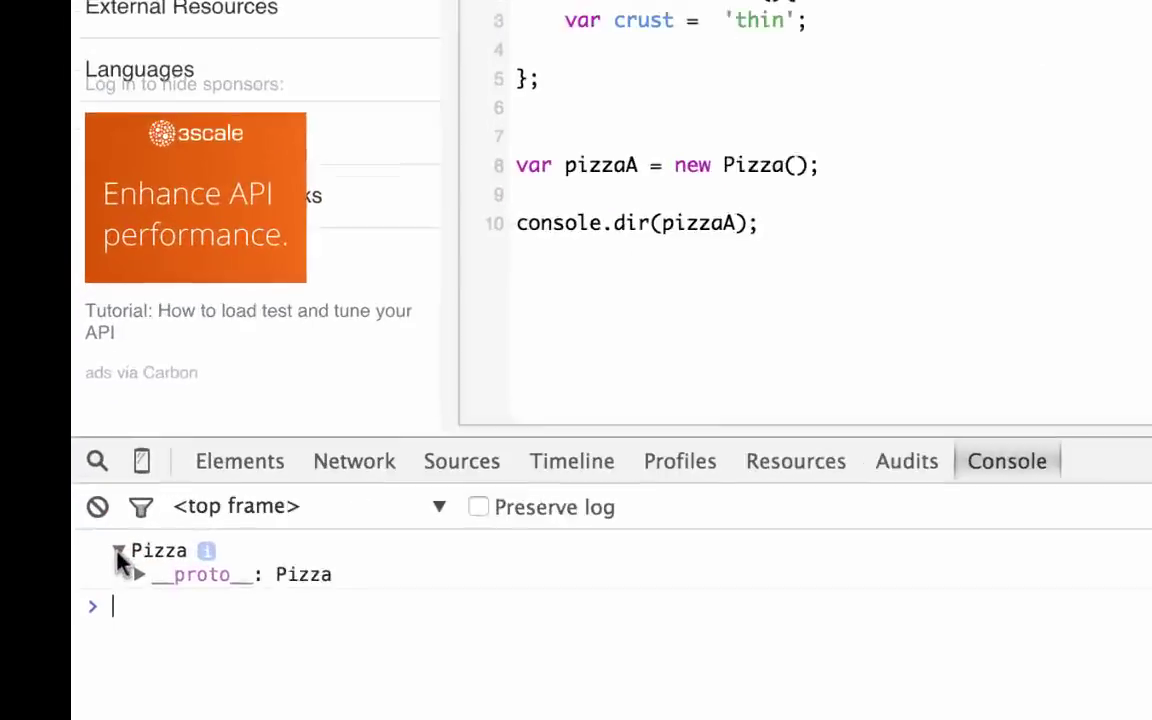 External Resources
Languages
Log in to hide sponsors:
3scale
Enhance API
performance.
ks
Tutorial: How to load test and tune your
API
ads via Carbon
3 var crust = 'thin';
4
5 };
6
7
8 var pizzaA = new Pizza();
9
10 console.dir(pizzaA);
Elements Network Sources Timeline Profiles Resources Audits Console
<top frame> ▼ Preserve log
▼Pizza i
▶__proto__: Pizza
>